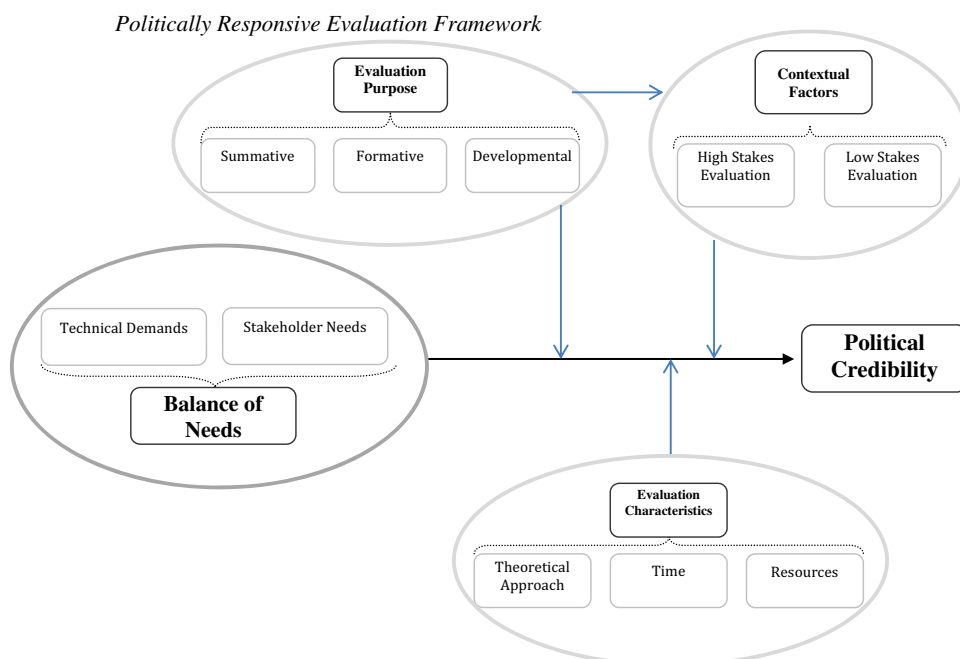 Politically Responsive Evaluation Framework
Evaluation
Purpose
Summative
Formative
Developmental
Contextual
Factors
High Stakes
Evaluation
Low Stakes
Evaluation
Technical Demands
Stakeholder Needs
Balance of
Needs
Political
Credibility
Evaluation
Characteristics
Theoretical
Approach
Time
Resources